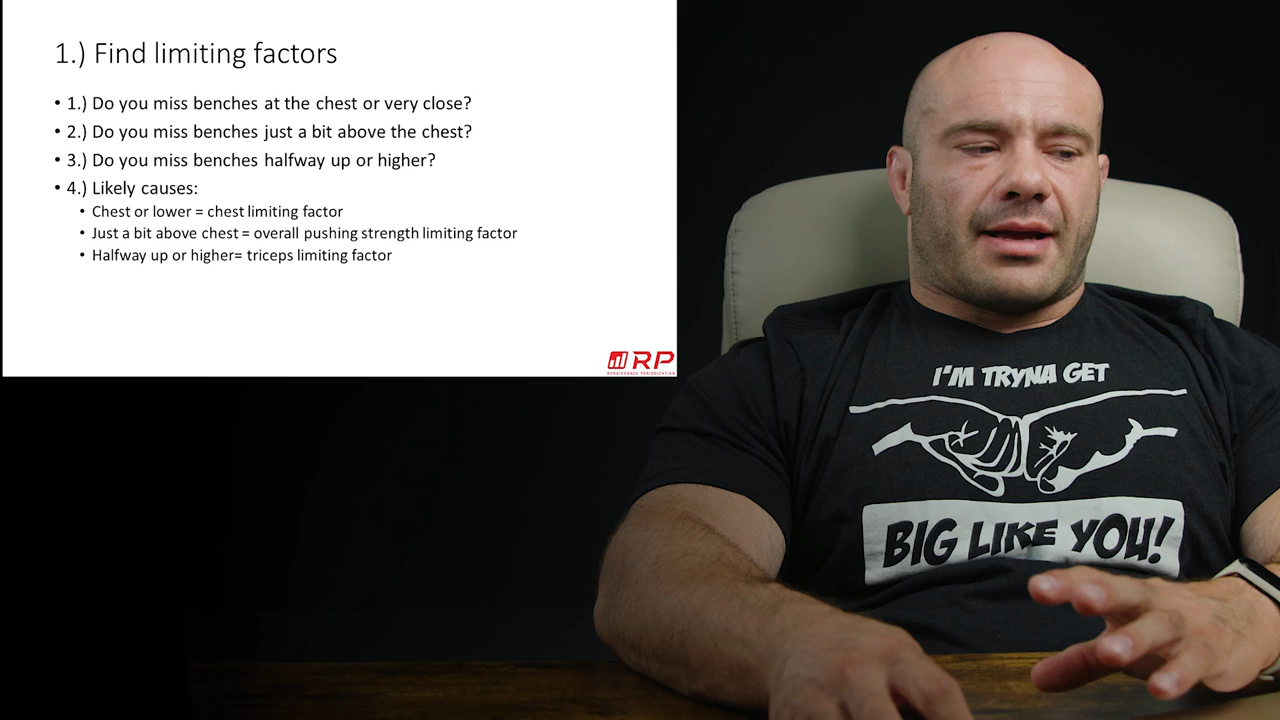 1.) Find limiting factors
• 1.) Do you miss benches at the chest or very close?
• 2.) Do you miss benches just a bit above the chest?
• 3.) Do you miss benches halfway up or higher?
• 4.) Likely causes:
• Chest or lower = chest limiting factor
• Just a bit above chest = overall pushing strength limiting factor
• Halfway up or higher= triceps limiting factor
RP
RENAISSANCE PERIODIZATION
I'M TRYNA GET
BIG LIKE YOU!